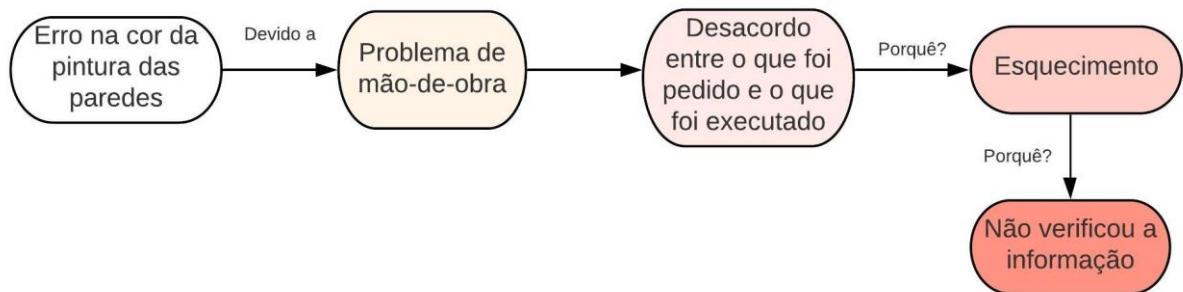 Erro na cor da
pintura das
paredes
Devido a
Problema de
mão-de-obra
Desacordo
entre o que foi
pedido e o que
foi executado
Porquê?
Esquecimento
Porquê?
Não verificou a
informação